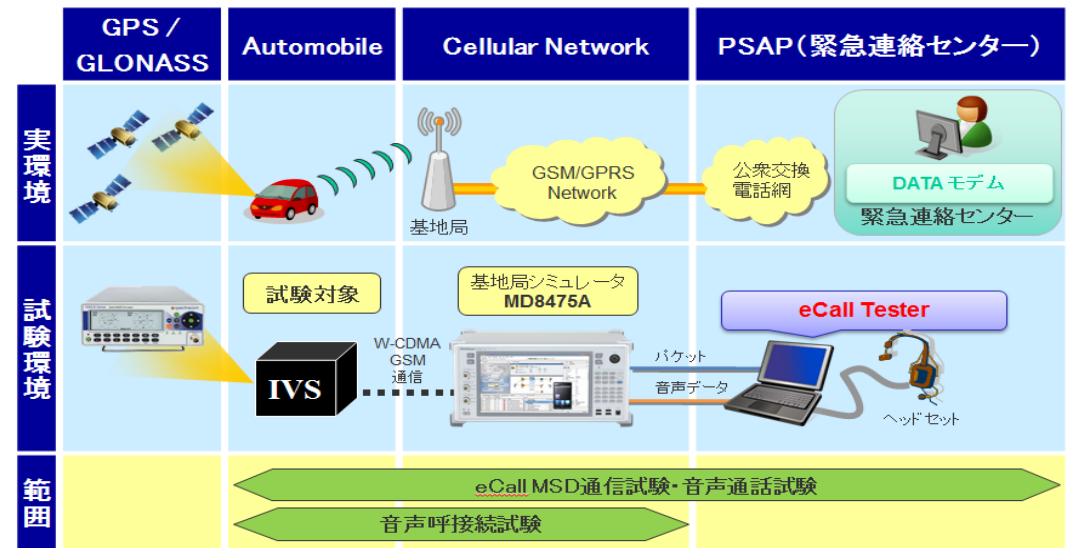 GPS /
GLONASS
Automobile
Cellular Network
PSAP(緊急連絡センター)
実環境
基地局
GSM/GPRS
Network
公衆交換
電話網
DATA モデム
緊急連絡センター
試験環境
試験対象
IVS
W-CDMA
GSM
通信
基地局シミュレータ
MD8475A
パケット
音声データ
eCall Tester
ヘッドセット
範囲
eCall MSD通信試験・音声通話試験
音声呼接続試験